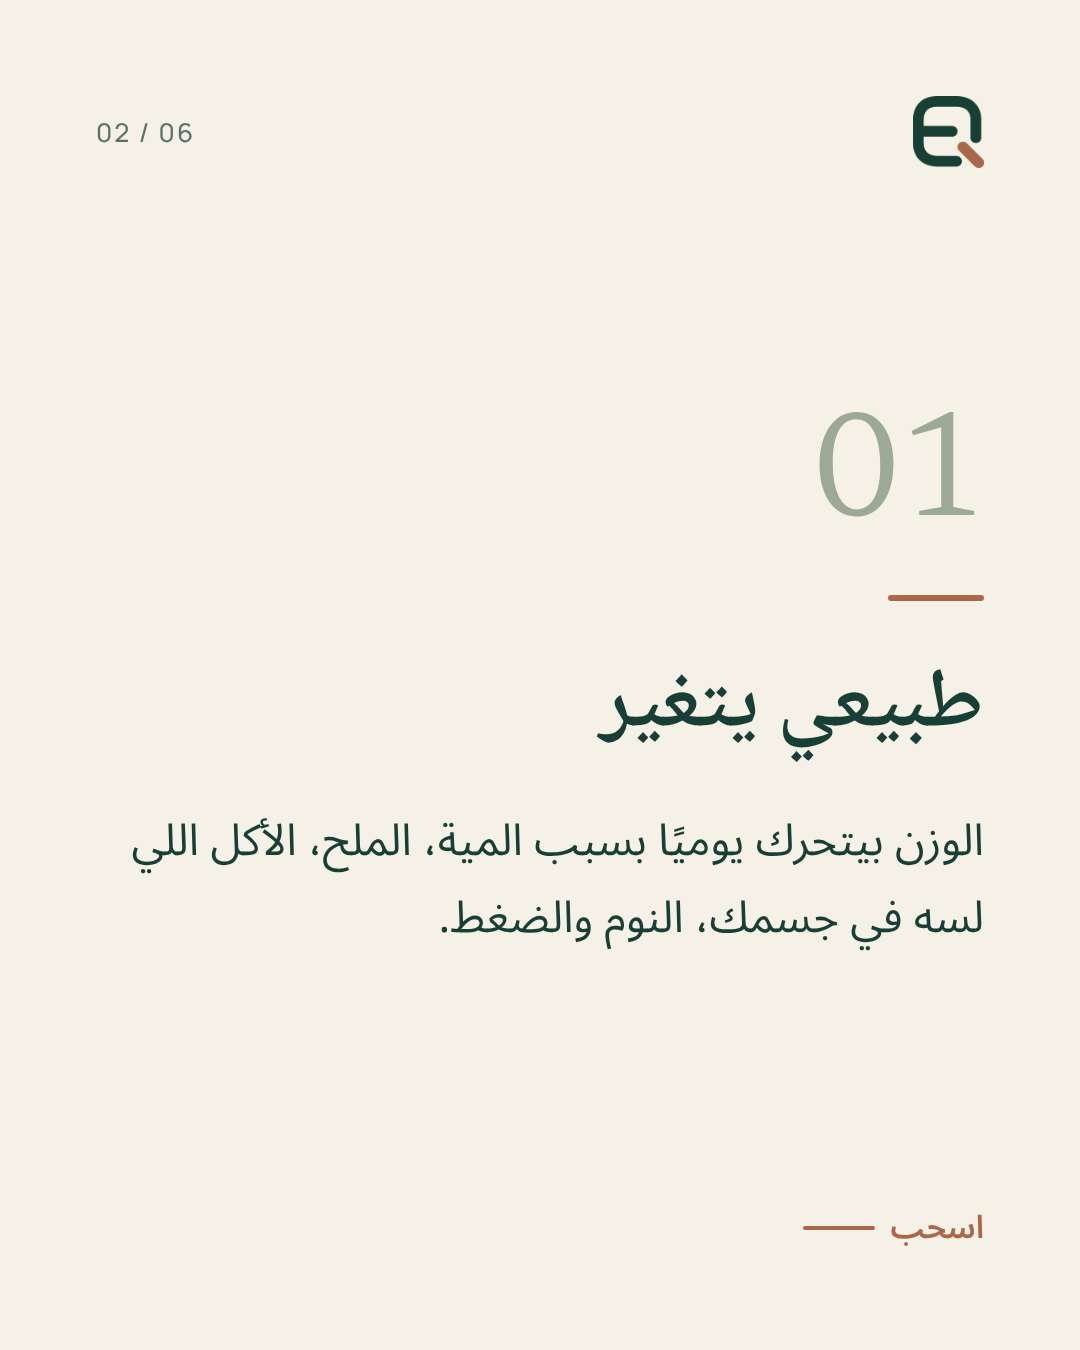 02 / 06
01
طبيعي يتغير
الوزن بيتحرك يوميًا بسبب المية، الملح، الأكل اللي
لسه في جسمك، النوم والضغط.
اسحب